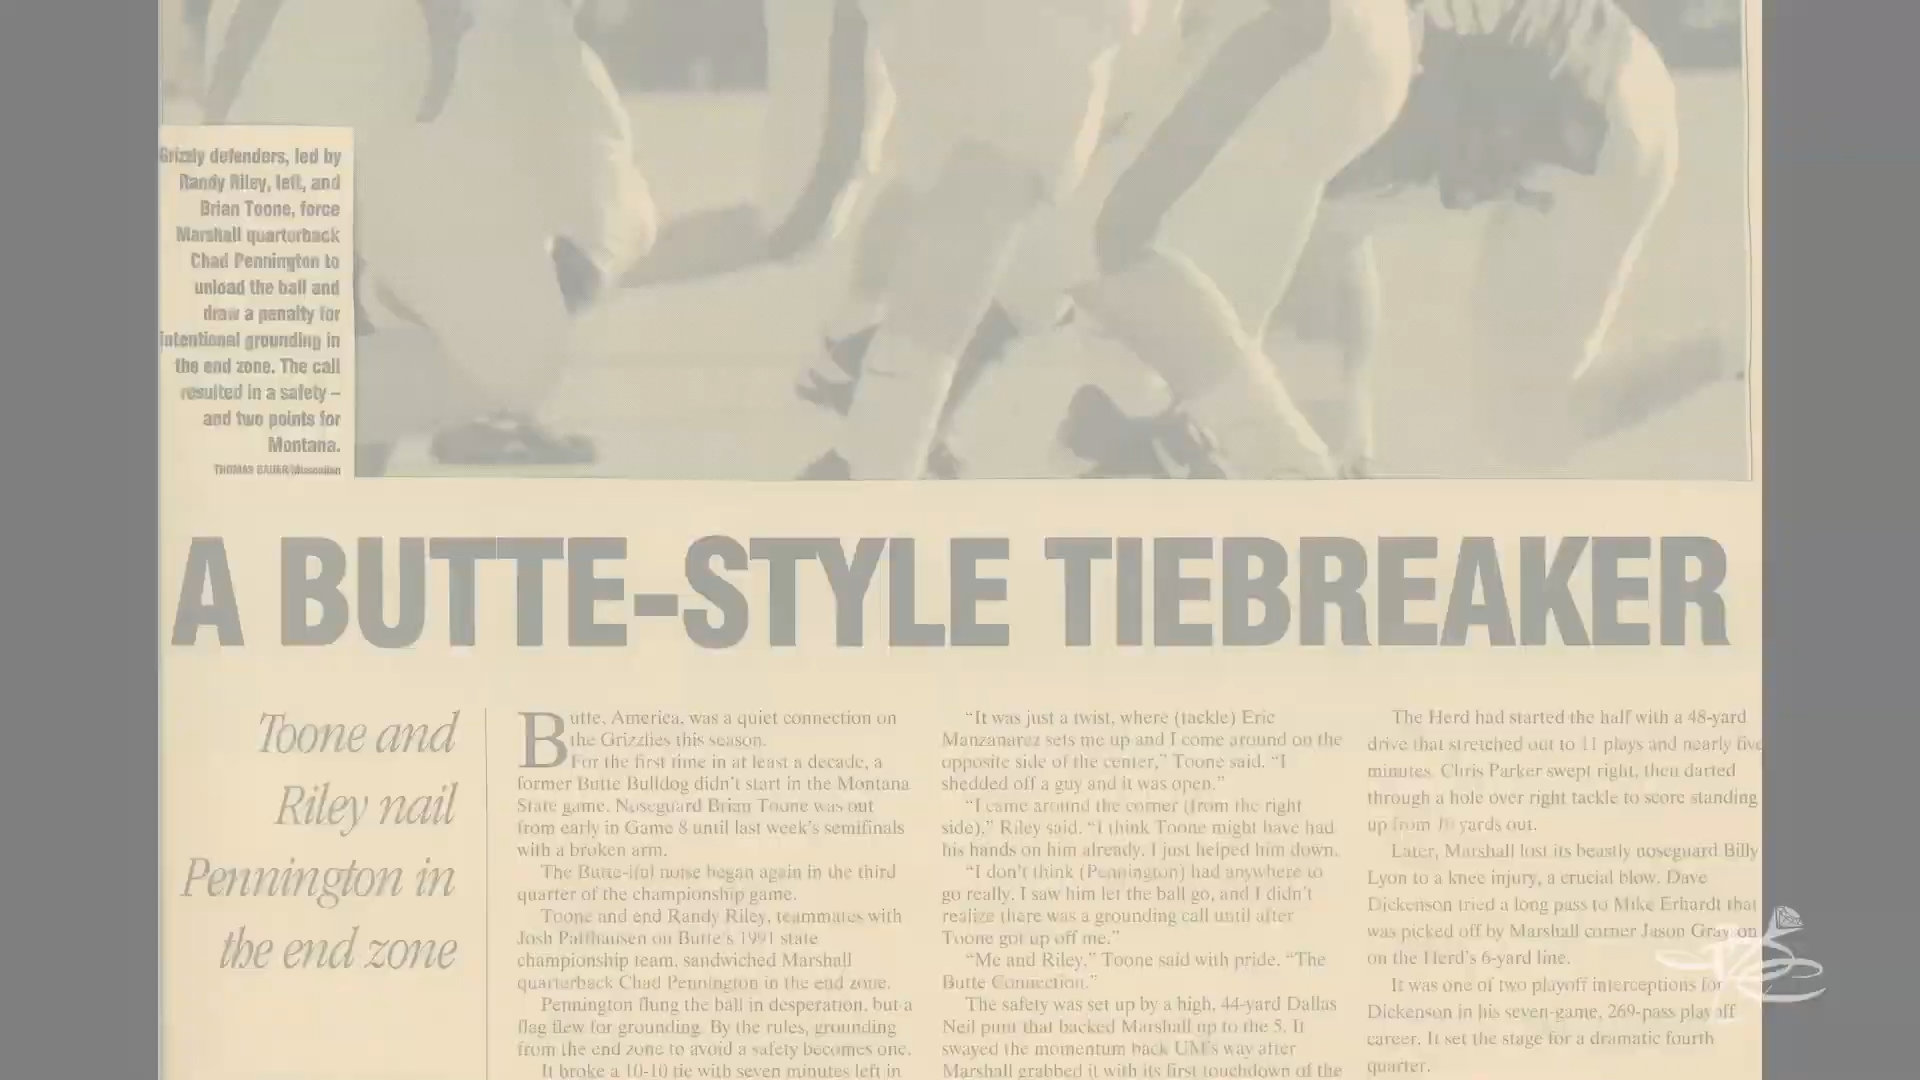 Grizzly defenders, led by
Randy Riley, left, and
Brian Toone, force
Marshall quarterback
Chad Pennington to
unload the ball and
draw a penalty for
intentional grounding in
the end zone. The call
resulted in a safety –
and two points for
Montana.
THOMAS BAUER/Missoulian
A BUTTE-STYLE TIEBREAKER
Toone and
Riley nail
Pennington in
the end zone
Butte, America, was a quiet connection on
the Grizzlies this season.
For the first time in at least a decade, a
former Butte Bulldog didn't start in the Montana
State game. Noseguard Brian Toone was out
from early in Game 8 until last week's semifinals
with a broken arm.
The Butte-iful noise began again in the third
quarter of the championship game.
Toone and end Randy Riley, teammates with
Josh Paffhausen on Butte's 1991 state
championship team, sandwiched Marshall
quarterback Chad Pennington in the end zone.
Pennington flung the ball in desperation, but a
flag flew for grounding. By the rules, grounding
from the end zone to avoid a safety becomes one.
It broke a 10-10 tie with seven minutes left in
“It was just a twist, where (tackle) Eric
Manzanarez sets me up and I come around on the
opposite side of the center,” Toone said. “I
shedded off a guy and it was open.”
“I came around the corner (from the right
side),” Riley said. “I think Toone might have had
his hands on him already. I just helped him down.
“I don't think (Pennington) had anywhere to
go really. I saw him let the ball go, and I didn't
realize there was a grounding call until after
Toone got up off me.”
“Me and Riley,” Toone said with pride. “The
Butte Connection.”
The safety was set up by a high, 44-yard Dallas
Neil punt that backed Marshall up to the 5. It
swayed the momentum back UM's way after
Marshall grabbed it with its first touchdown of the
The Herd had started the half with a 48-yard
drive that stretched out to 11 plays and nearly five
minutes. Chris Parker swept right, then darted
through a hole over right tackle to score standing
up from 10 yards out.
Later, Marshall lost its beastly noseguard Billy
Lyon to a knee injury, a crucial blow. Dave
Dickenson tried a long pass to Mike Erhardt that
was picked off by Marshall corner Jason Gray on
on the Herd's 6-yard line.
It was one of two playoff interceptions for
Dickenson in his seven-game, 269-pass playoff
career. It set the stage for a dramatic fourth
quarter.